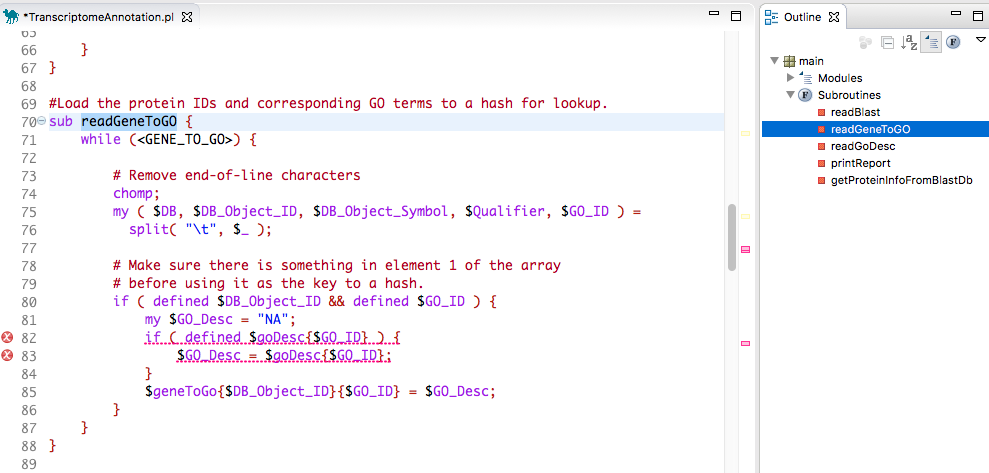 *TranscriptomeAnnotation.pl
65
66 }
67 }
68
69 #Load the protein IDs and corresponding GO terms to a hash for lookup.
70 sub readGeneToGO {
71 while (<GENE_TO_GO>) {
72
73 # Remove end-of-line characters
74 chomp;
75 my ( $DB, $DB_Object_ID, $DB_Object_Symbol, $Qualifier, $GO_ID ) =
76 split( "\t", $_ );
77
78 # Make sure there is something in element 1 of the array
79 # before using it as the key to a hash.
80 if ( defined $DB_Object_ID && defined $GO_ID ) {
81 my $GO_Desc = "NA";
82 if ( defined $goDesc{$GO_ID} ) {
83 $GO_Desc = $goDesc{$GO_ID};
84 }
85 $geneToGo{$DB_Object_ID}{$GO_ID} = $GO_Desc;
86 }
87 }
88 }
89
Outline
main
Modules
F Subroutines
readBlast
readGeneToGO
readGoDesc
printReport
getProteinInfoFromBlastDb